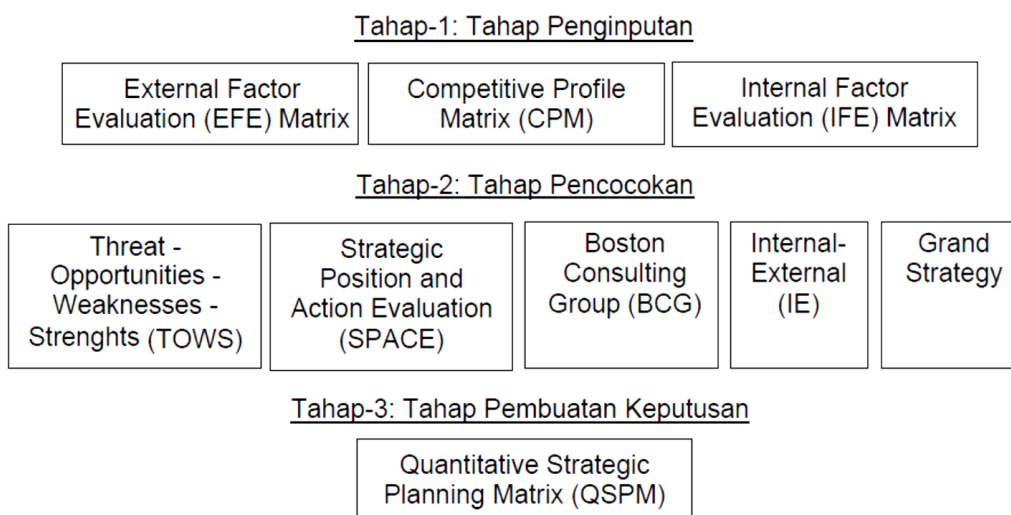 Tahap-1: Tahap Penginputan
External Factor
Evaluation (EFE) Matrix
Competitive Profile
Matrix (CPM)
Internal Factor
Evaluation (IFE) Matrix
Tahap-2: Tahap Pencocokan
Threat -
Opportunities -
Weaknesses -
Strenghts (TOWS)
Strategic
Position and
Action Evaluation
(SPACE)
Boston
Consulting
Group (BCG)
Internal-
External
(IE)
Grand
Strategy
Tahap-3: Tahap Pembuatan Keputusan
Quantitative Strategic
Planning Matrix (QSPM)